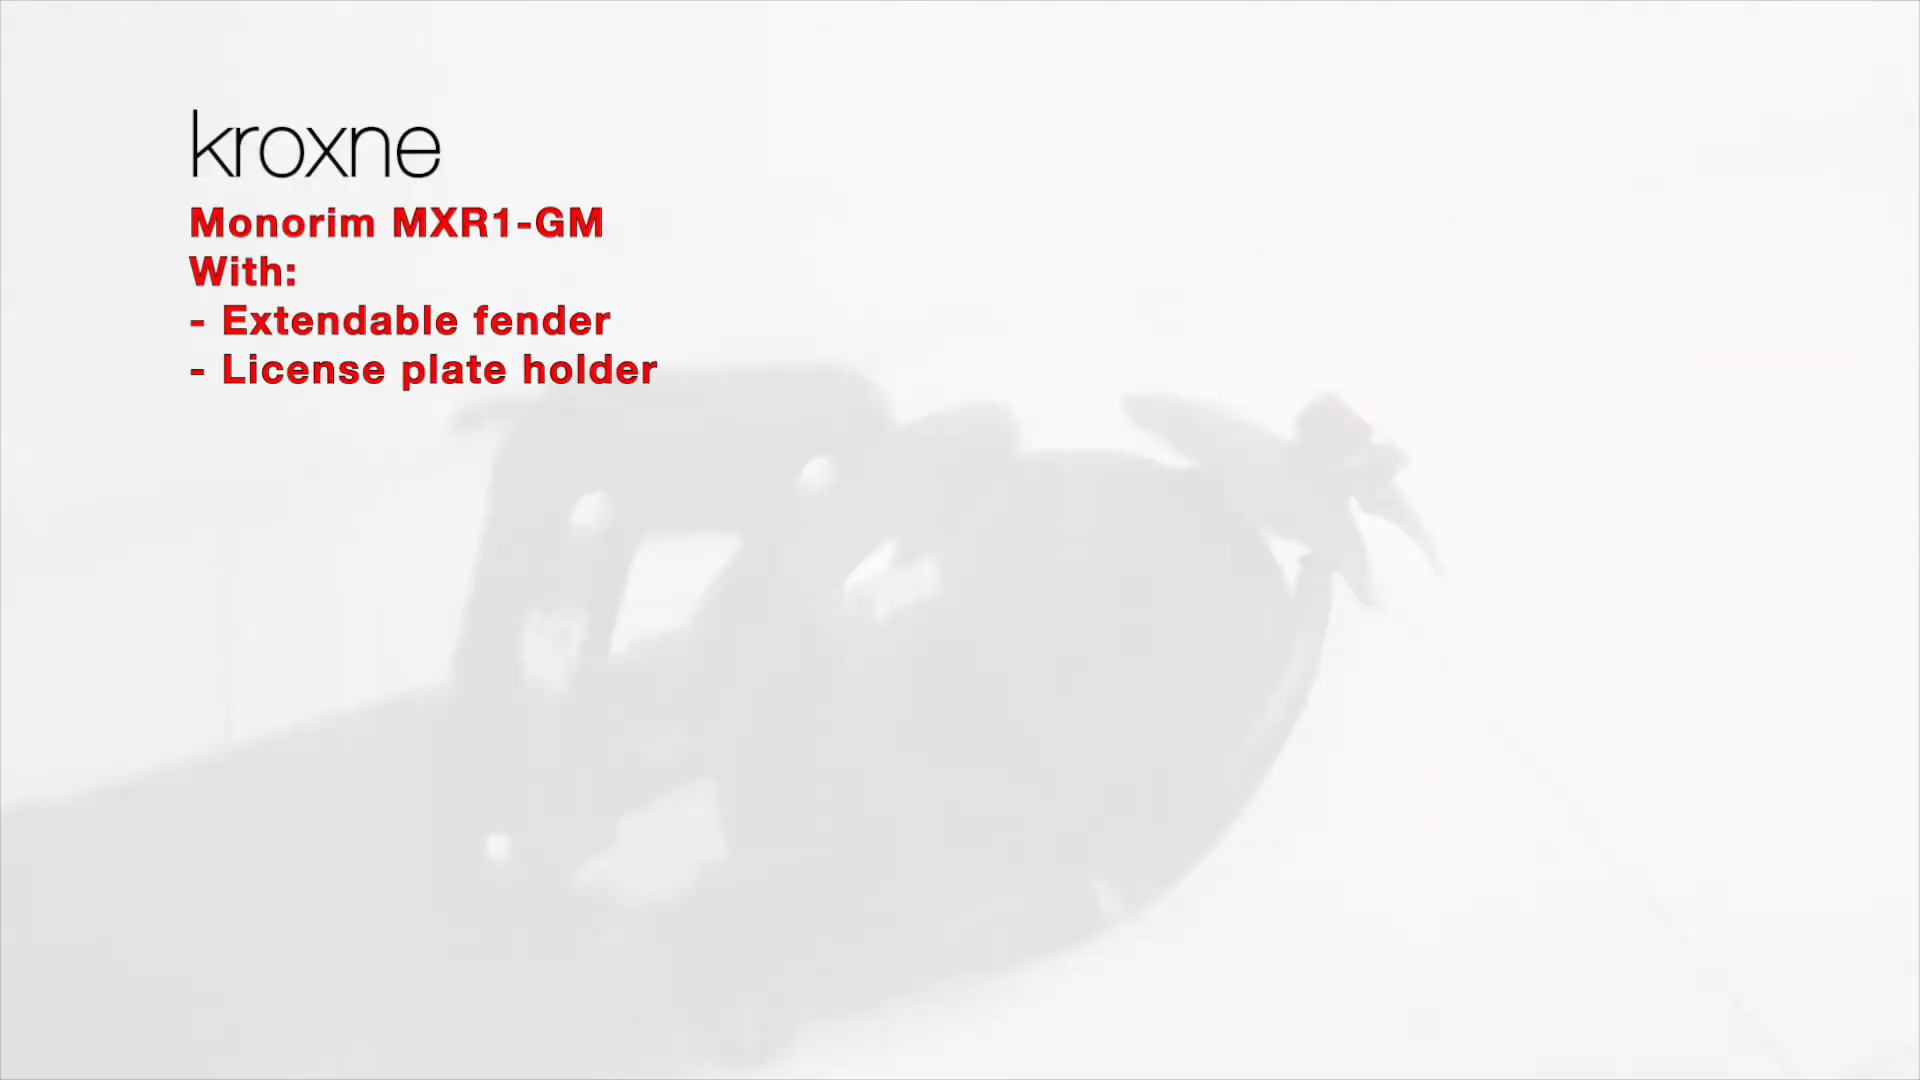 kroxne
Monorim MXR1-GM
With:
- Extendable fender
- License plate holder